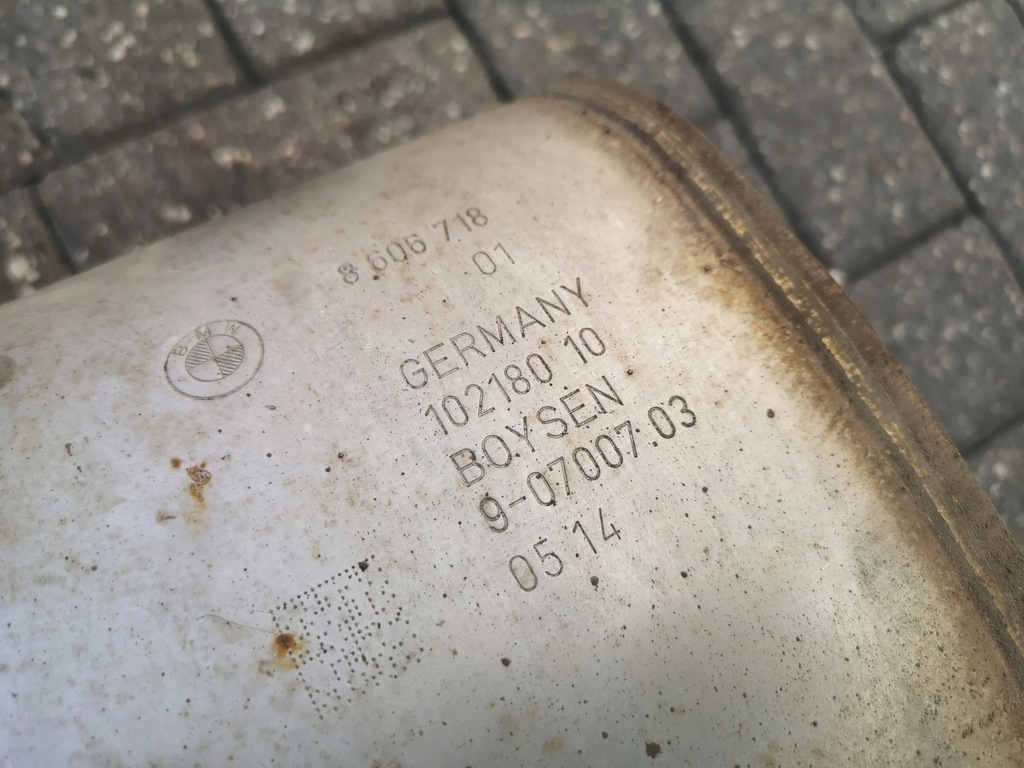 8 606 718
01
BMW
GERMANY
102180 10
BOYSEN
9-07007.03
05 14